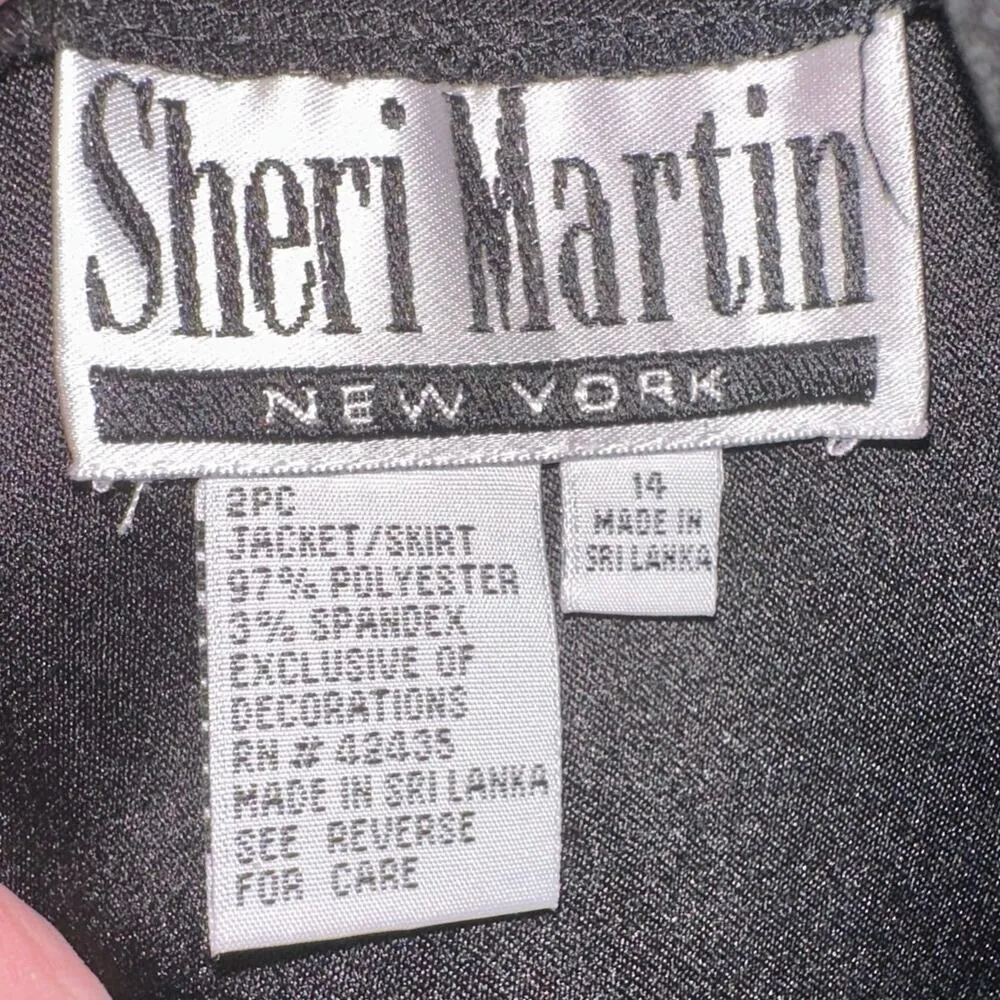 Sheri Martin
NEW YORK
2PC
JACKET/SKIRT
97% POLYESTER
3% SPANDEX
EXCLUSIVE OF
DECORATIONS
RN # 42435
MADE IN SRI LANKA
SEE REVERSE
FOR CARE
14
MADE IN
SRI LANKA